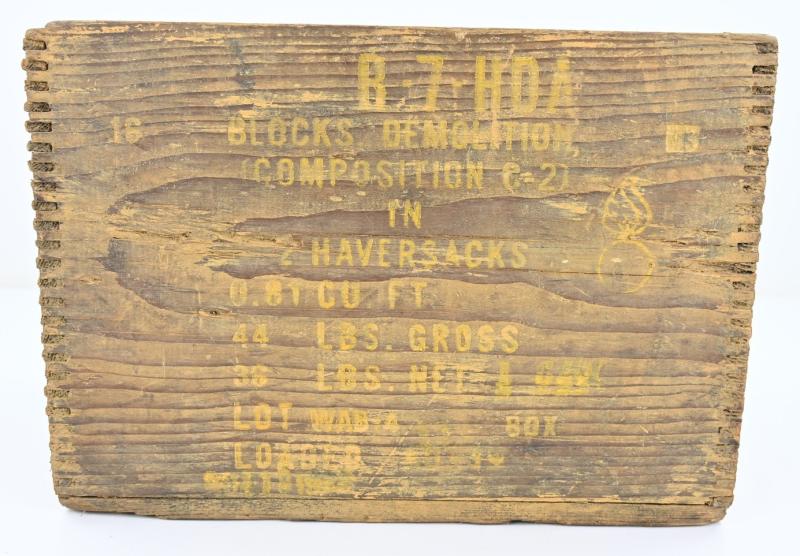 R-7-HDA
16 BLOCKS DEMOLITION,
(COMPOSITION C-2)
IN
2 HAVERSACKS
0.81 CU FT.
44 LBS. GROSS
36 LBS. NET
LOT WAB-A BOX
LOADED